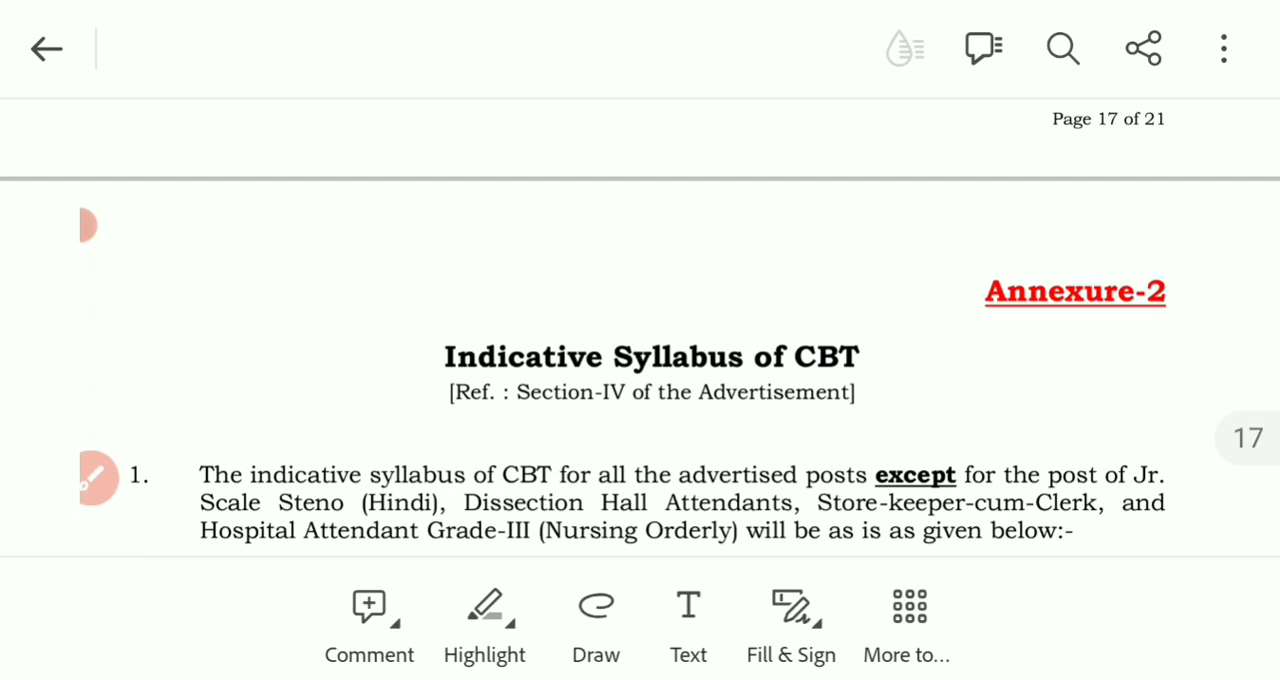 Page 17 of 21
Annexure-2
Indicative Syllabus of CBT
[Ref. : Section-IV of the Advertisement]
17
1. The indicative syllabus of CBT for all the advertised posts except for the post of Jr.
Scale Steno (Hindi), Dissection Hall Attendants, Store-keeper-cum-Clerk, and
Hospital Attendant Grade-III (Nursing Orderly) will be as is as given below:-
Comment Highlight Draw Text Fill & Sign More to...